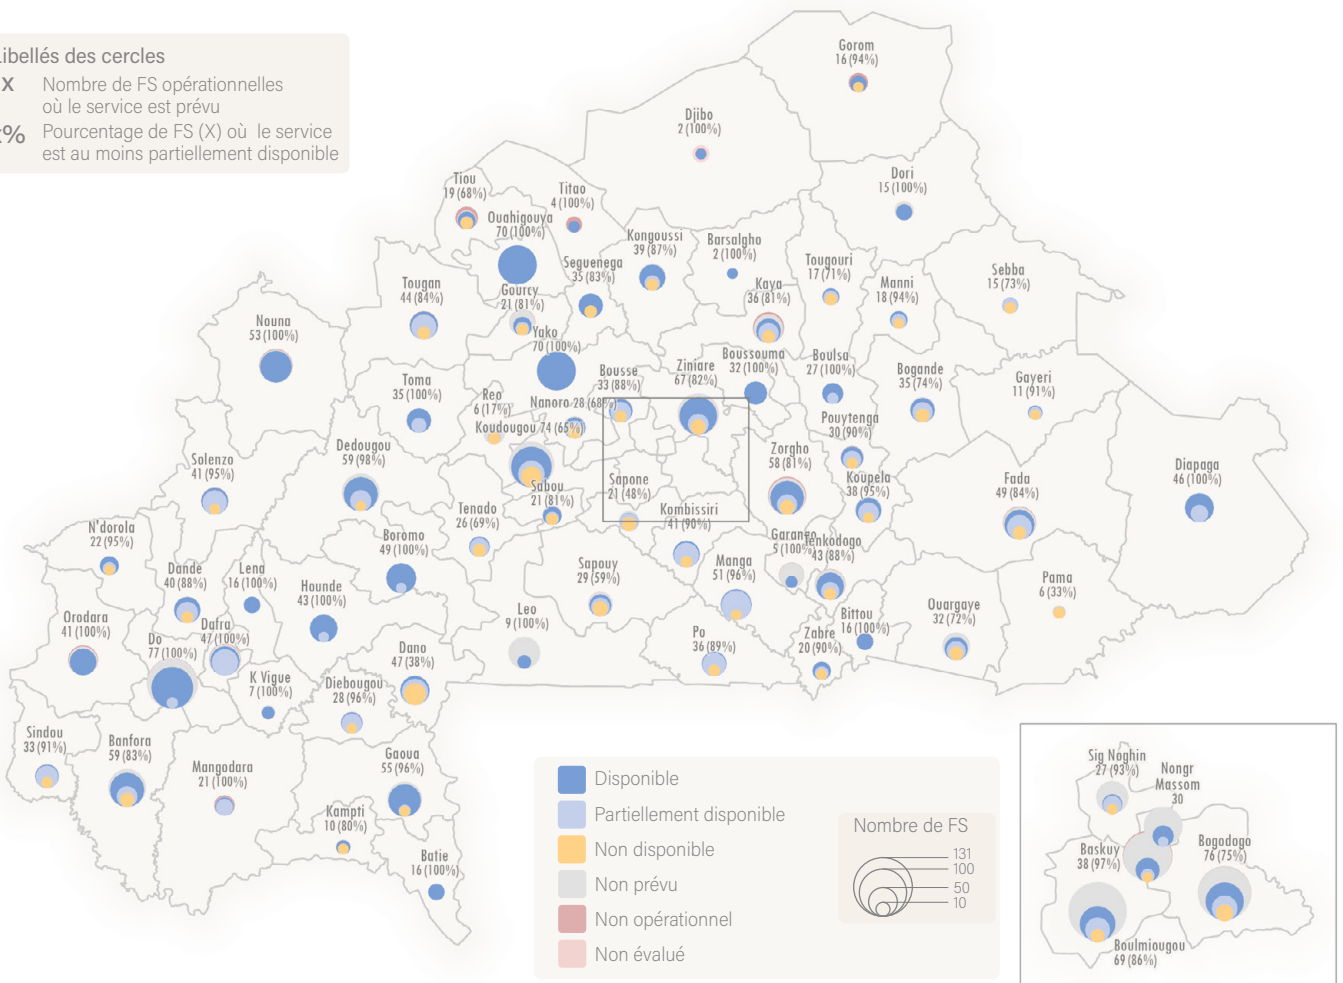 Libellés des cercles
X Nombre de FS opérationnelles
où le service est prévu
% Pourcentage de FS (X) où le service
est au moins partiellement disponible
Gorom
16 (94%)
Djibo
2 (100%)
Dori
15 (100%)
Tiou
19 (68%)
Titao
4 (100%)
Ouahigouya
70 (100%)
Kongoussi
39 (87%)
Barsalgho
2 (100%)
Tougouri
17 (71%)
Sebba
15 (73%)
Seguenega
35 (83%)
Kaya
36 (81%)
Manni
18 (94%)
Tougan
44 (84%)
Gourcy
21 (81%)
Nouna
53 (100%)
Yako
70 (100%)
Bousse
33 (88%)
Ziniare
67 (82%)
Boussouma
32 (100%)
Boulsa
27 (100%)
Bogande
35 (74%)
Gayeri
11 (91%)
Toma
35 (100%)
Reo
6 (17%)
Nanoro 28 (68%)
Koudougou 74 (65%)
Pouytenga
30 (90%)
Dedougou
59 (98%)
Solenzo
41 (95%)
Zorgho
58 (81%)
Koupela
38 (95%)
Fada
49 (84%)
Diapaga
46 (100%)
Sabou
21 (81%)
Sapone
21 (48%)
Tenado
26 (69%)
Kombissiri
41 (90%)
N'dorola
22 (95%)
Boromo
49 (100%)
Garango
5 (100%)
Tenkodogo
43 (88%)
Dande
40 (88%)
Lena
16 (100%)
Hounde
43 (100%)
Sapouy
29 (59%)
Manga
51 (96%)
Pama
6 (33%)
Orodara
41 (100%)
Leo
9 (100%)
Bittou
16 (100%)
Ouargaye
32 (72%)
Dafra
47 (100%)
Do
77 (100%)
Dano
47 (38%)
Po
36 (89%)
Zabre
20 (90%)
K Vigue
7 (100%)
Diebougou
28 (96%)
Sindou
33 (91%)
Banfora
59 (83%)
Mangodara
21 (100%)
Gaoua
55 (96%)
Kampti
10 (80%)
Batie
16 (100%)
Disponible
Partiellement disponible
Non disponible
Non prévu
Non opérationnel
Non évalué
Nombre de FS
131
100
50
10
Sig Noghin
27 (93%)
Nongr
Massom
30
Baskuy
38 (97%)
Bogodogo
76 (75%)
Boulmiougou
69 (86%)